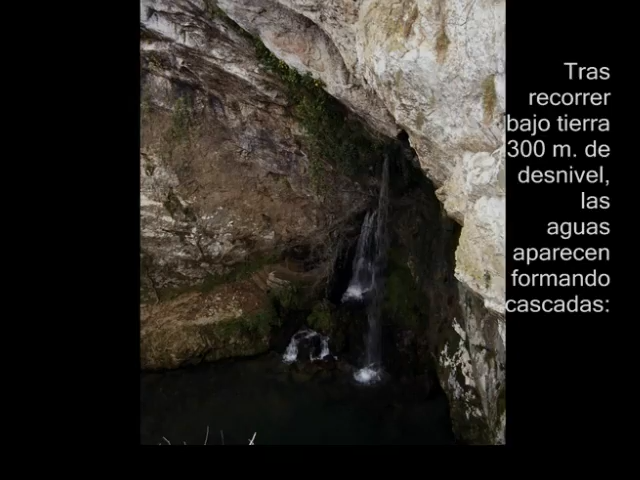 Tras
recorrer
bajo tierra
300 m. de
desnivel,
las
aguas
aparecen
formando
cascadas: